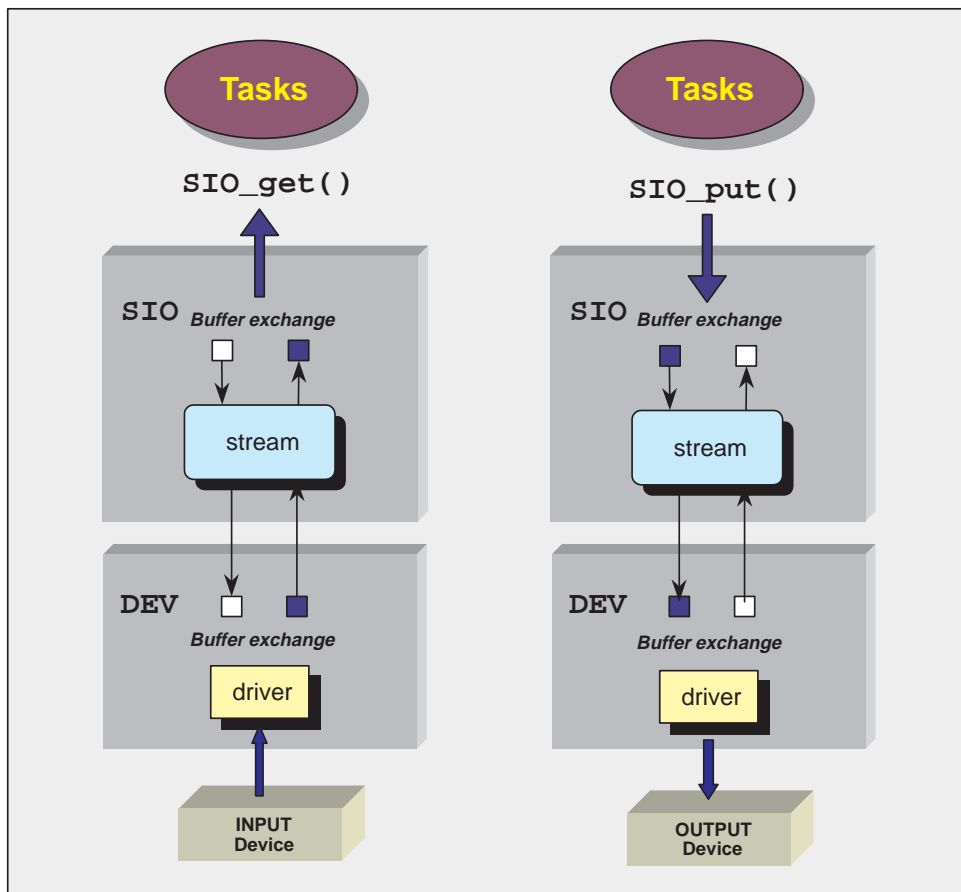 Tasks
SIO_get()
SIO
Buffer exchange
stream
DEV
Buffer exchange
driver
INPUT
Device
Tasks
SIO_put()
SIO
Buffer exchange
stream
DEV
Buffer exchange
driver
OUTPUT
Device